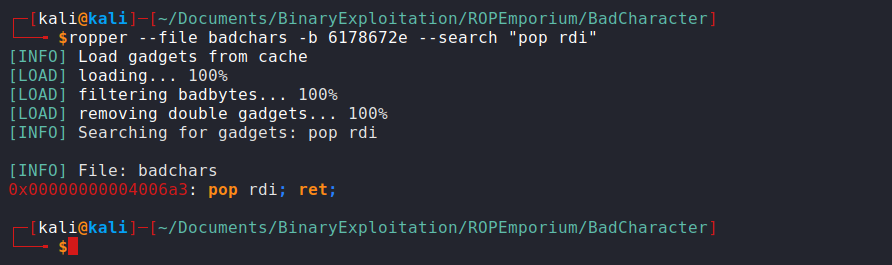 ┌─[kali@kali]─[~/Documents/BinaryExploitation/ROPEmporium/BadCharacter]
└──╼ $ropper --file badchars -b 6178672e --search "pop rdi"
[INFO] Load gadgets from cache
[LOAD] loading... 100%
[LOAD] filtering badbytes... 100%
[LOAD] removing double gadgets... 100%
[INFO] Searching for gadgets: pop rdi

[INFO] File: badchars
0x00000000004006a3: pop rdi; ret;

┌─[kali@kali]─[~/Documents/BinaryExploitation/ROPEmporium/BadCharacter]
└──╼ $